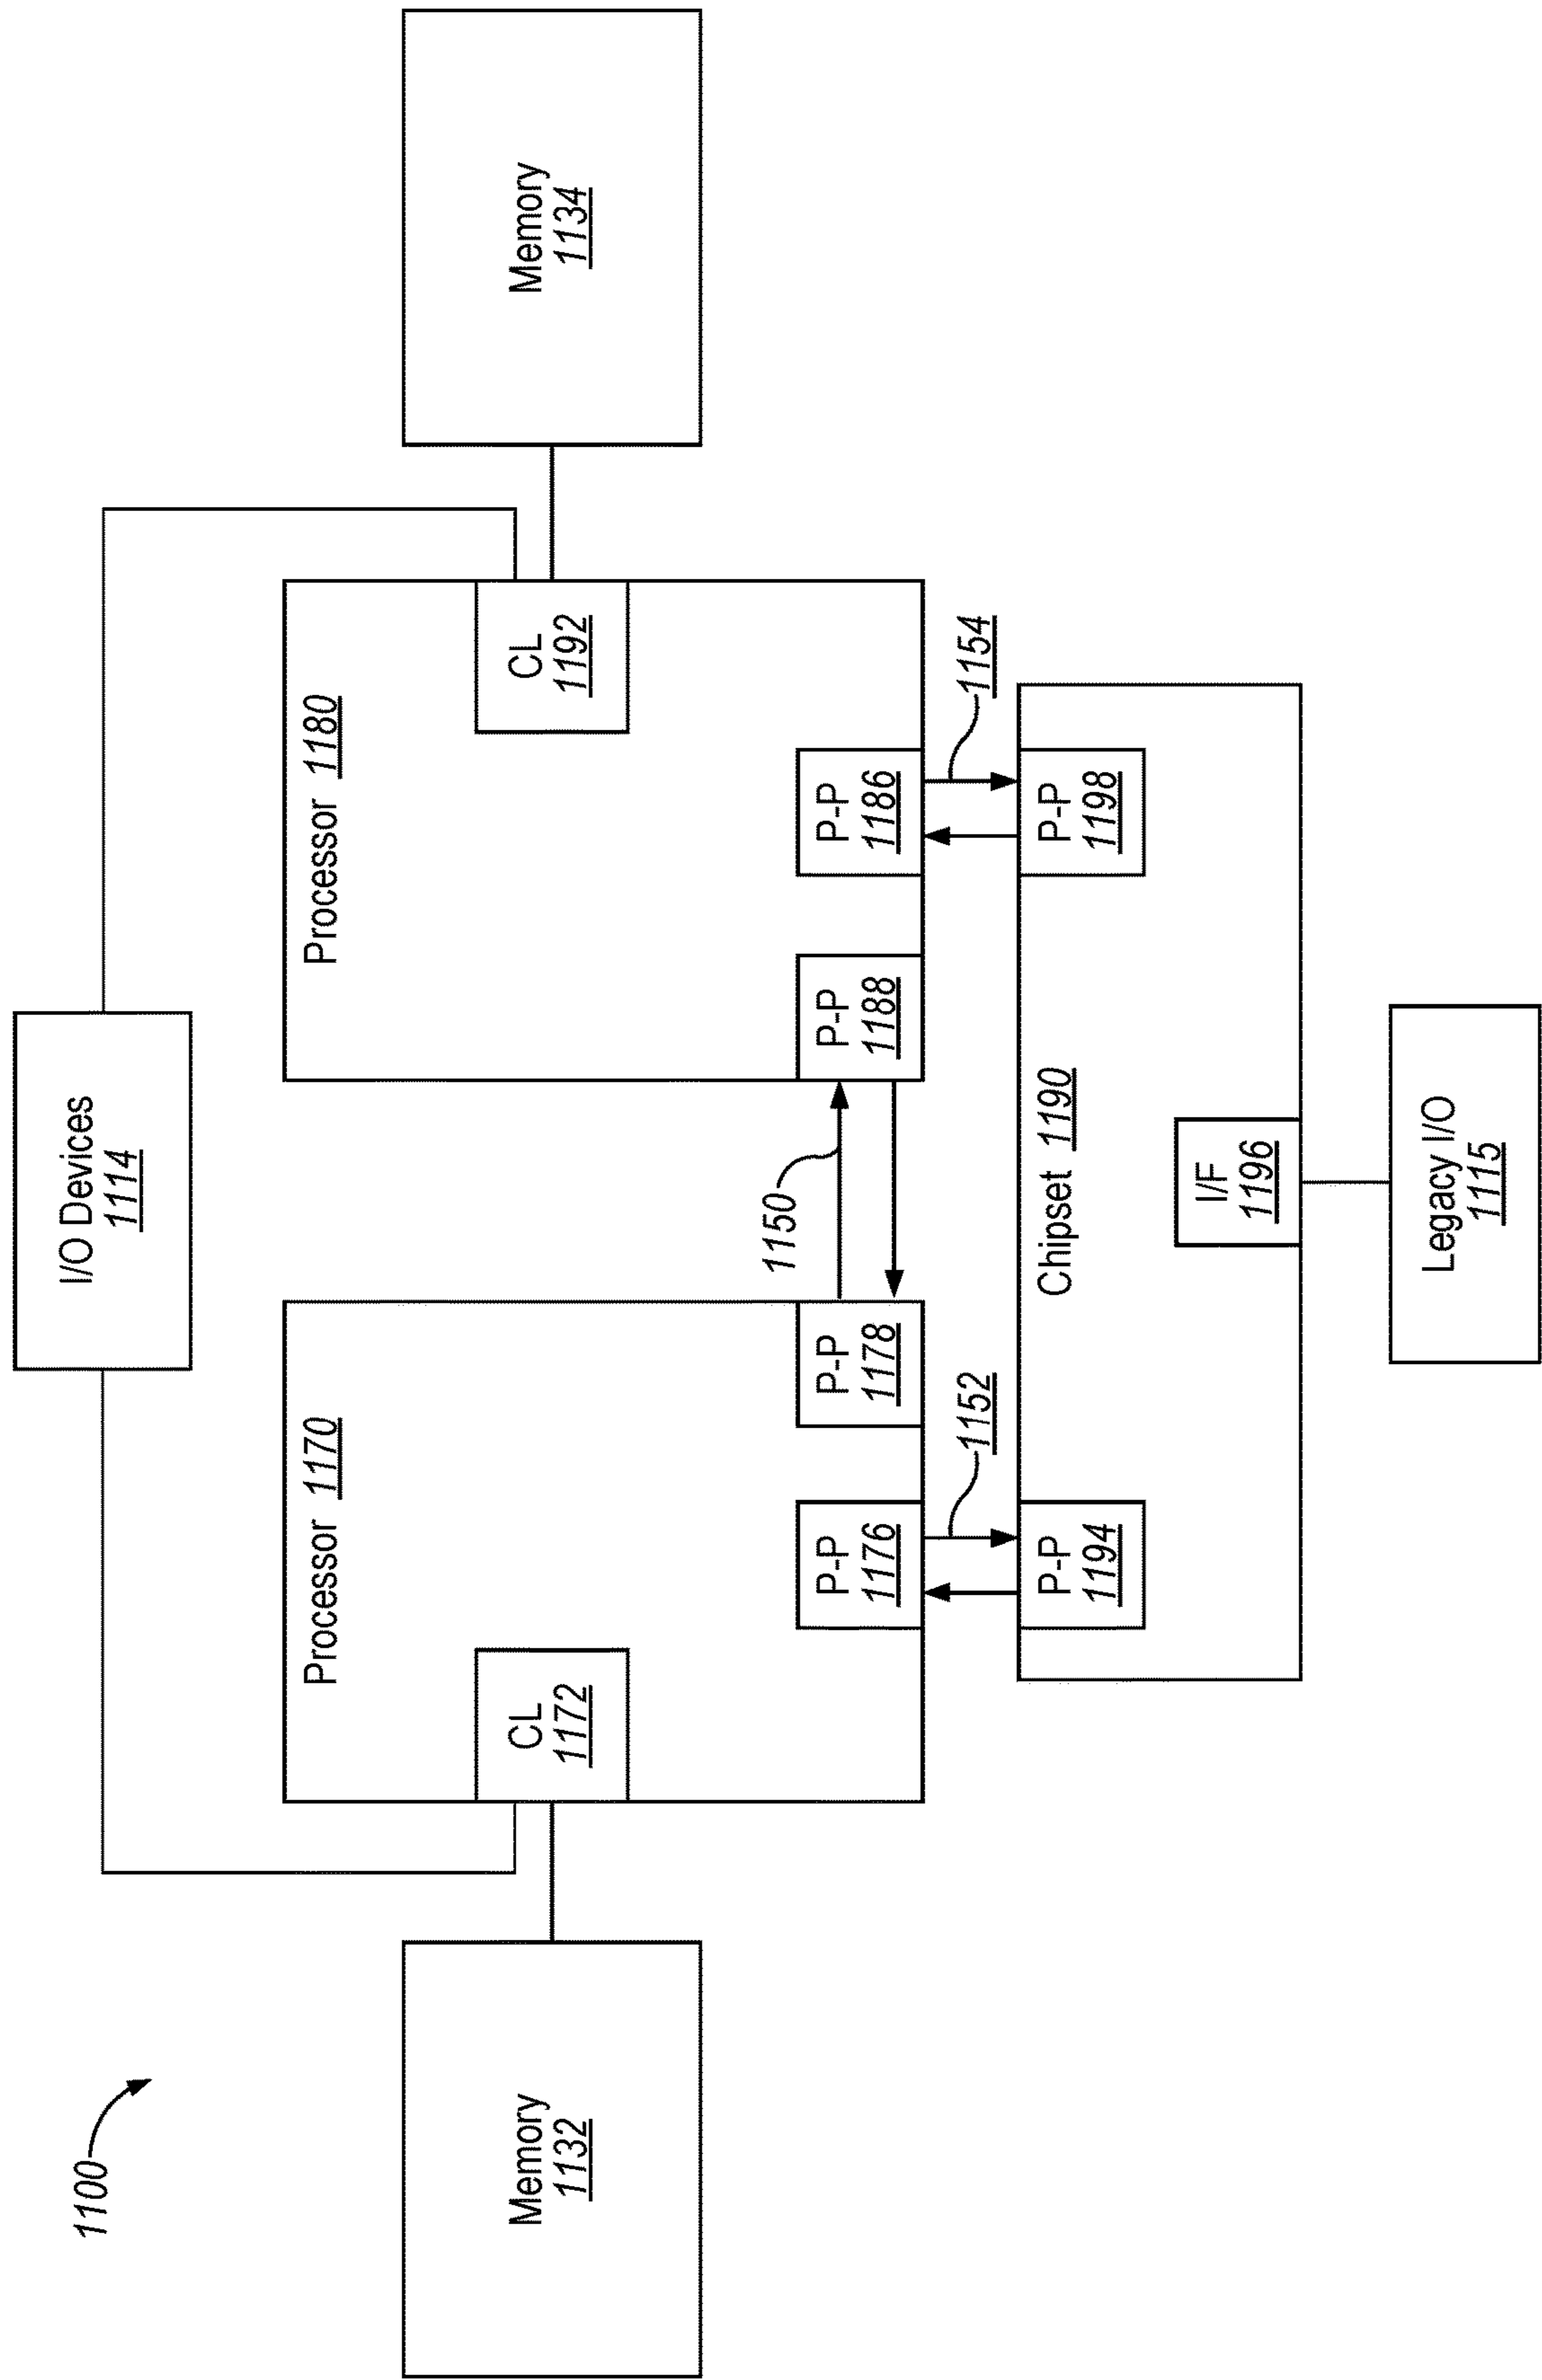 1100
I/O Devices
1114
Processor 1170
Processor 1180
Memory
1132
CL
1172
CL
1192
Memory
1134
1150
P-P
1176
P-P
1178
P-P
1188
P-P
1186
1152
1154
P-P
1194
Chipset 1190
P-P
1198
I/F
1196
Legacy I/O
1115